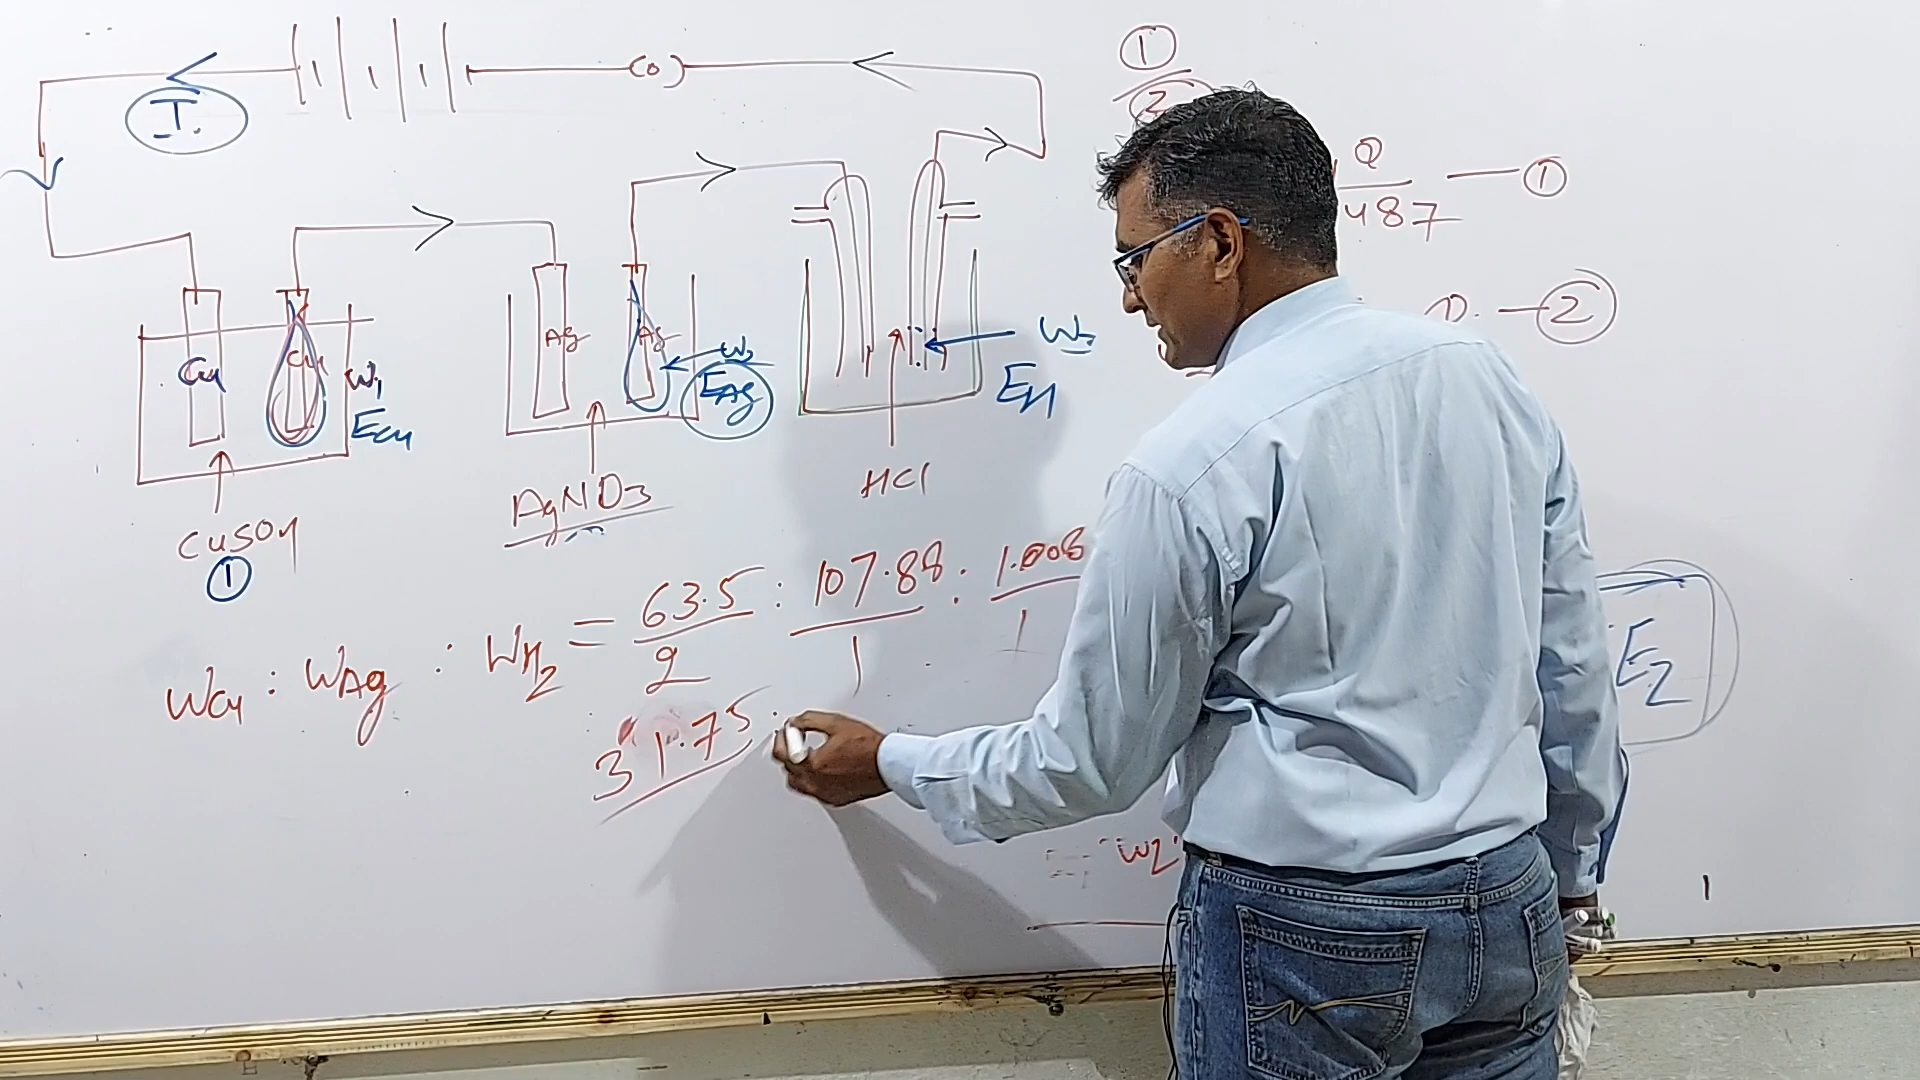 I.
1
2
Q
487 — 1
— 2
Cu Cu W1
ECu
Ag Ag
EAg
EH
CuSO4
1
AgNO3
HCl
WCu : WAg : WH2 = 63.5/2 : 107.88/1 : 1.008/1
31.75 :
E2
W2